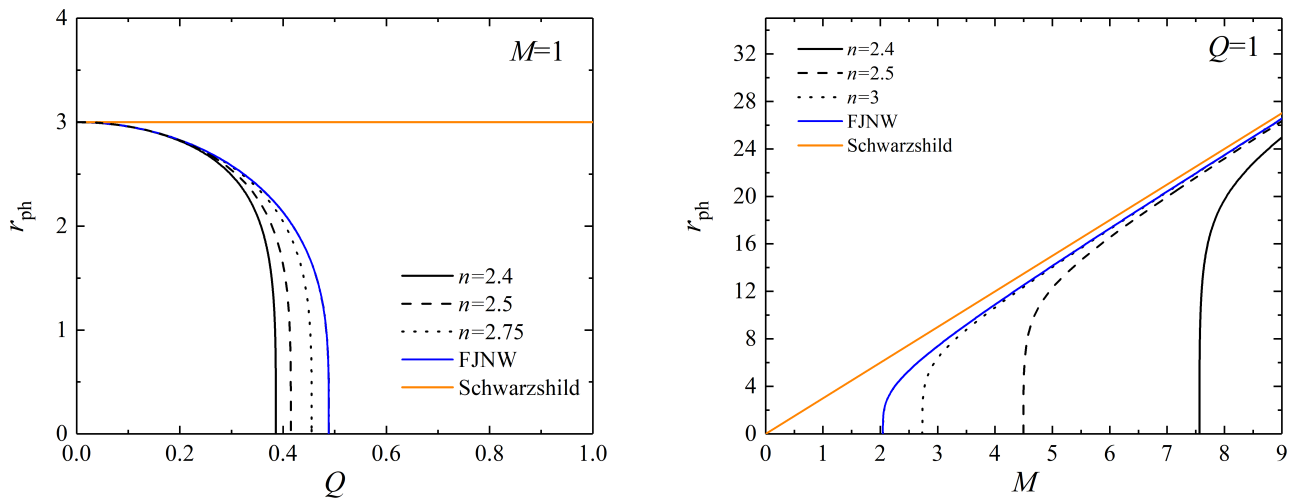 4
3
2
1
0
r_ph
M=1
n=2.4
n=2.5
n=2.75
FJNW
Schwarzshild
0.0 0.2 0.4 0.6 0.8 1.0
Q
32
28
24
20
16
12
8
4
0
r_ph
n=2.4
n=2.5
n=3
FJNW
Schwarzshild
Q=1
0 1 2 3 4 5 6 7 8 9
M